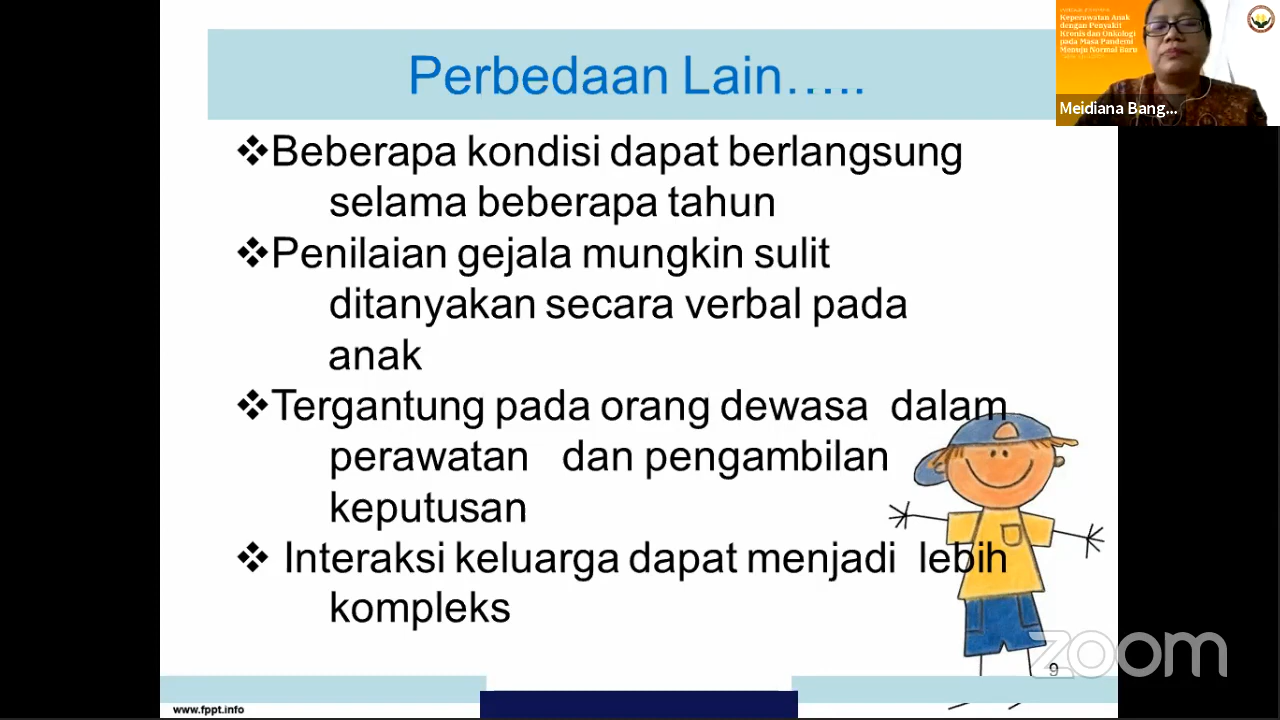 Perbedaan Lain…..
❖Beberapa kondisi dapat berlangsung
selama beberapa tahun
❖Penilaian gejala mungkin sulit
ditanyakan secara verbal pada
anak
❖Tergantung pada orang dewasa dalam
perawatan dan pengambilan
keputusan
❖ Interaksi keluarga dapat menjadi lebih
kompleks
9
www.fppt.info
Keperawatan Anak
dengan Penyakit
Kronis dan Onkologi
pada Masa Pandemi
Menuju Normal Baru
Meidiana Bang...
zoom